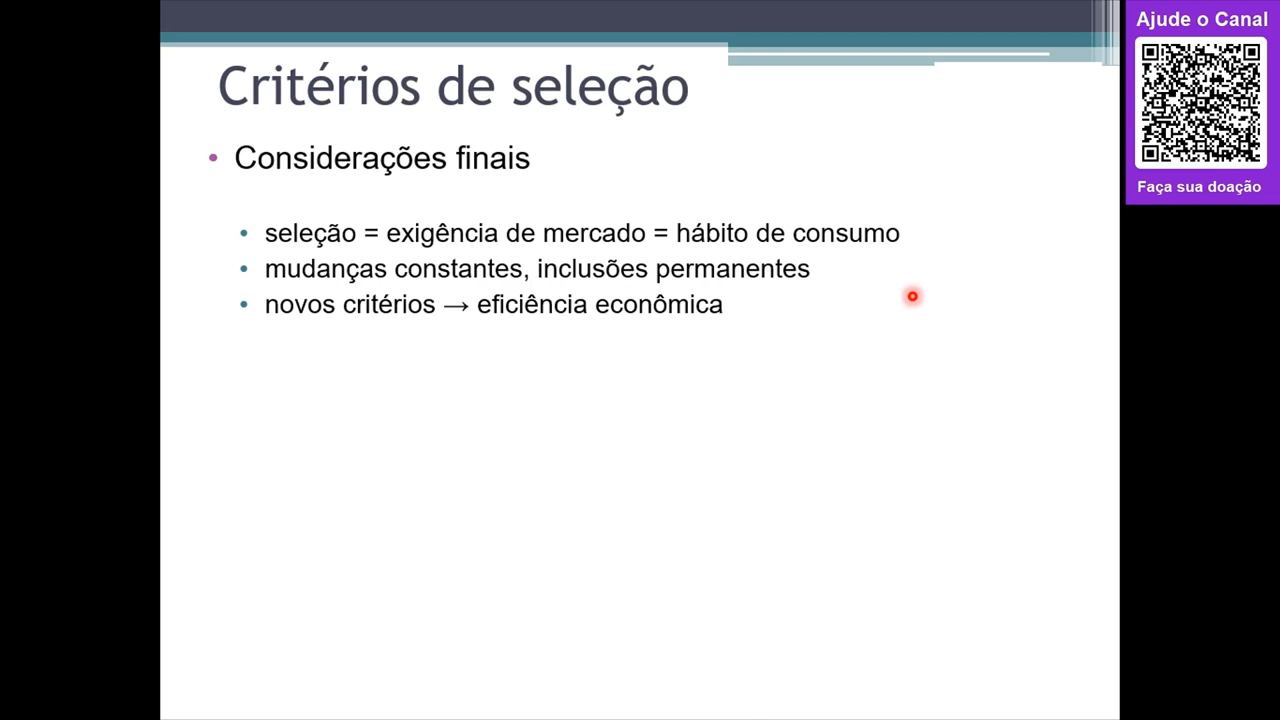 Critérios de seleção
• Considerações finais
• seleção = exigência de mercado = hábito de consumo
• mudanças constantes, inclusões permanentes
• novos critérios → eficiência econômica
Ajude o Canal
Faça sua doação